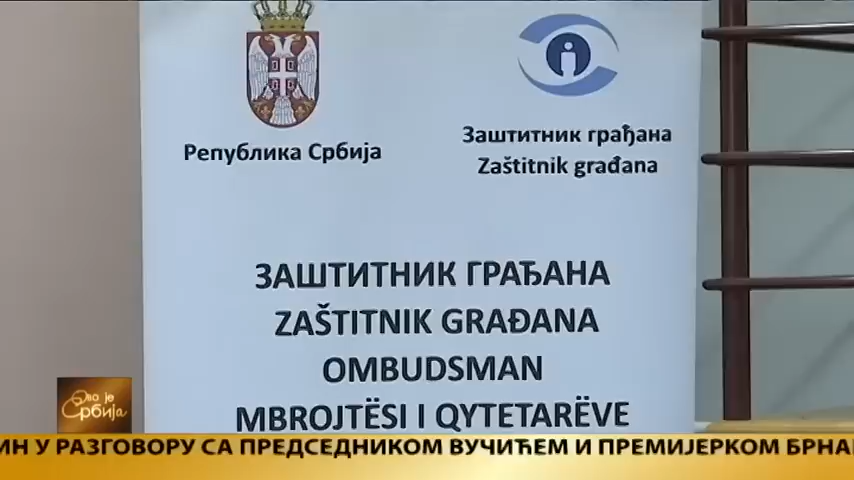 Република Србија
Заштитник грађана
Zaštitnik građana
ЗАШТИТНИК ГРАЂАНА
ZAŠTITNIK GRAĐANA
OMBUDSMAN
MBROJTËSI I QYTETARËVE
Ово је
Србија
У РАЗГОВОРУ СА ПРЕДСЕДНИКОМ ВУЧИЋЕМ И ПРЕМИЈЕРКОМ